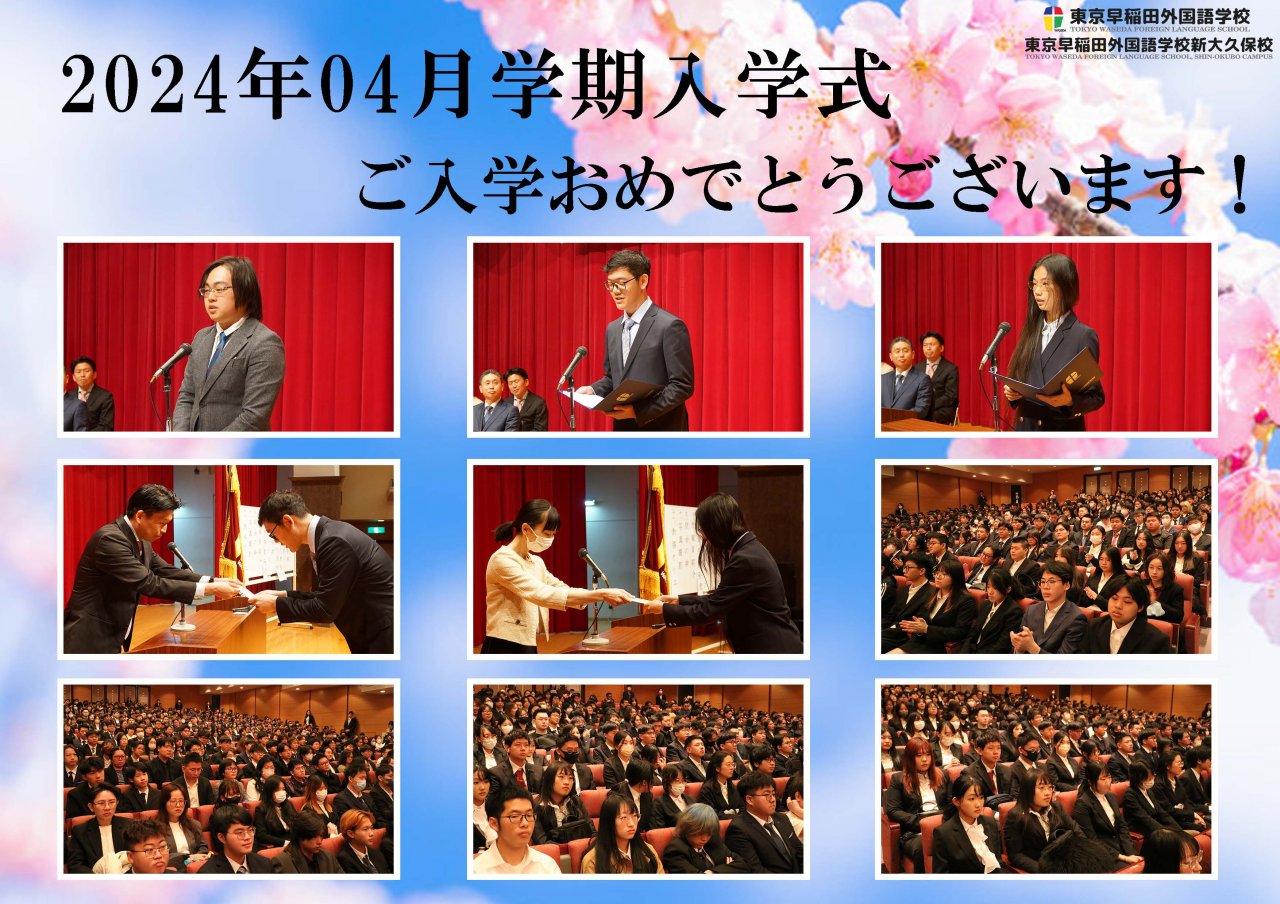 東京早稲田外国語学校
TOKYO WASEDA FOREIGN LANGUAGE SCHOOL
東京早稲田外国語学校新大久保校
TOKYO WASEDA FOREIGN LANGUAGE SCHOOL, SHIN-OKUBO CAMPUS
2024年04月学期入学式
ご入学おめでとうございます！